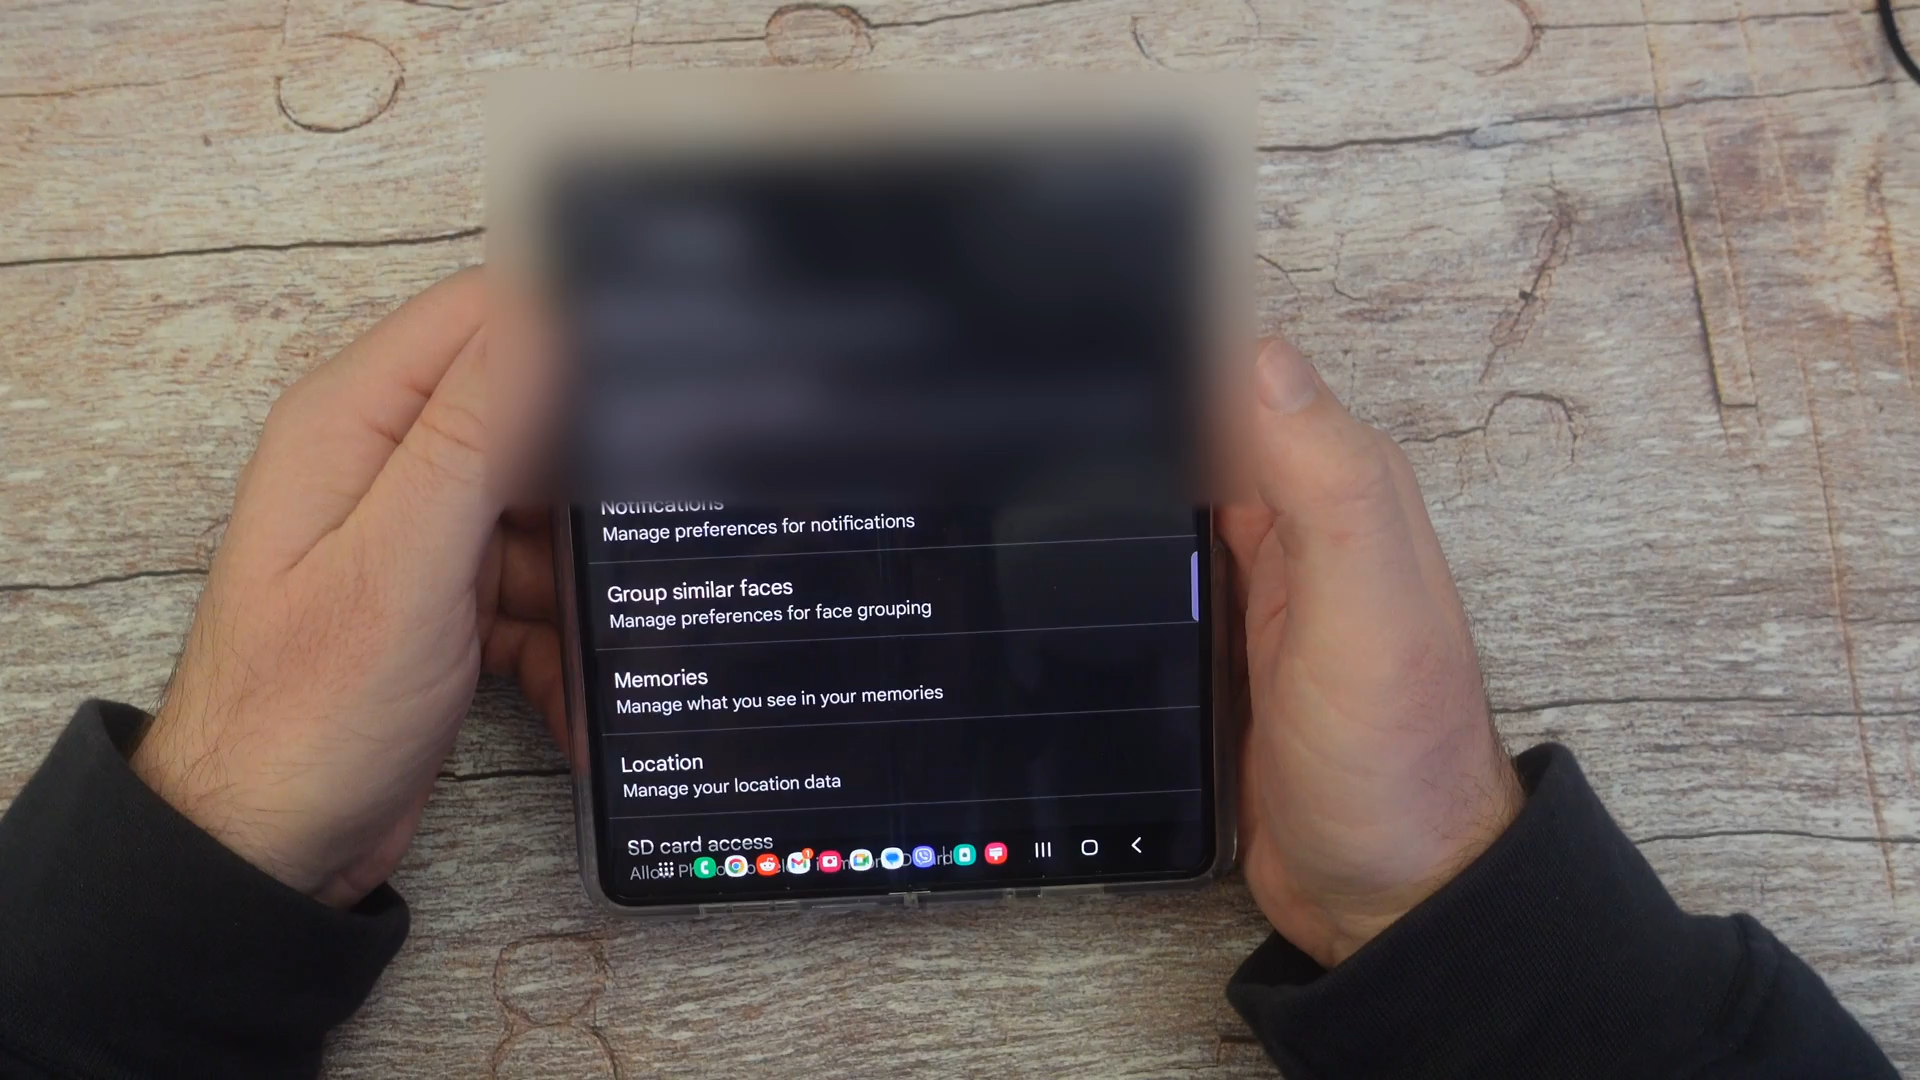 Notifications
Manage preferences for notifications
Group similar faces
Manage preferences for face grouping
Memories
Manage what you see in your memories
Location
Manage your location data
SD card access